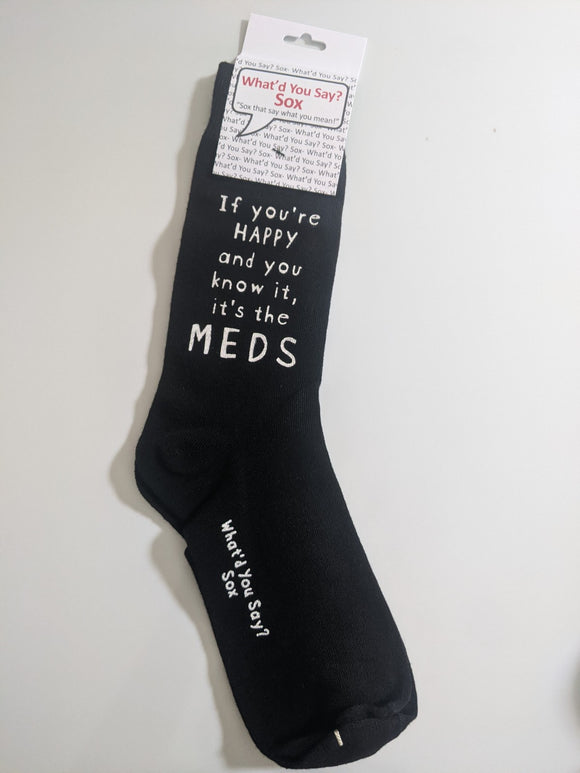 What'd You Say?
Sox
"Sox that say what you mean!"
If you're
HAPPY
and you
know it,
it's the
MEDS
What'd You Say?
Sox